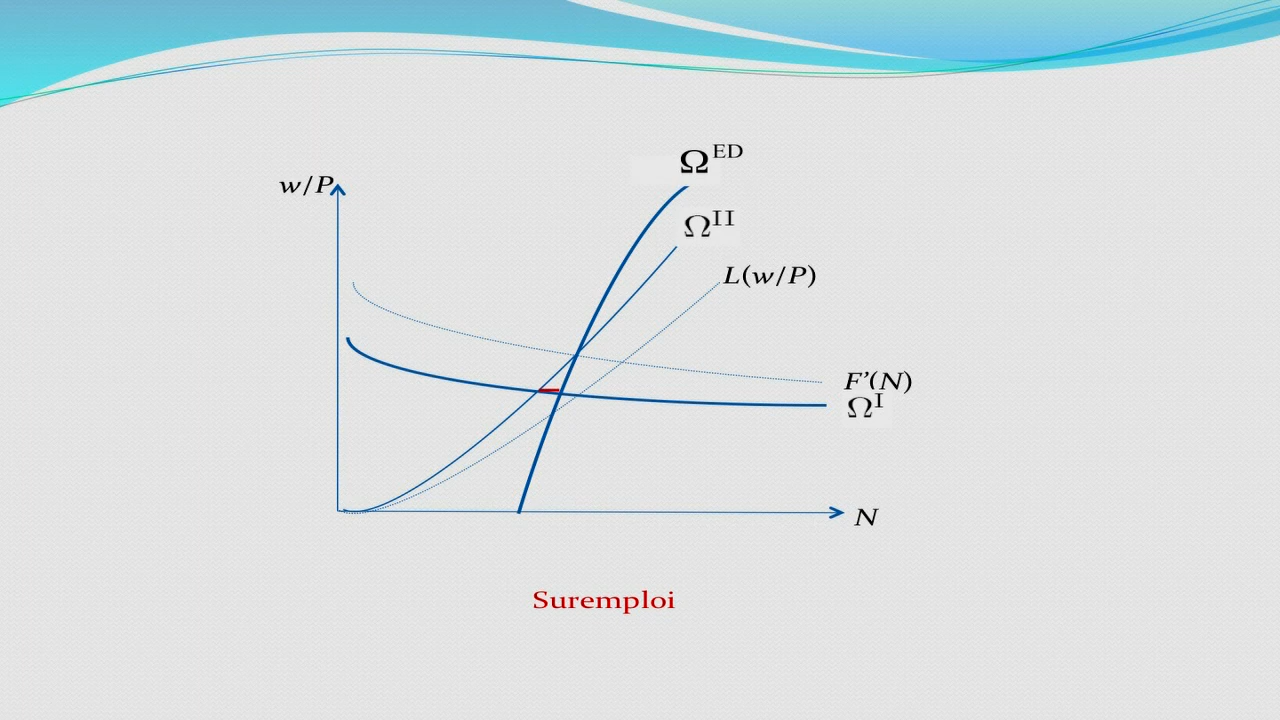 Ω^ED
w/P
Ω^II
L(w/P)
F'(N)
Ω^I
N
Suremploi